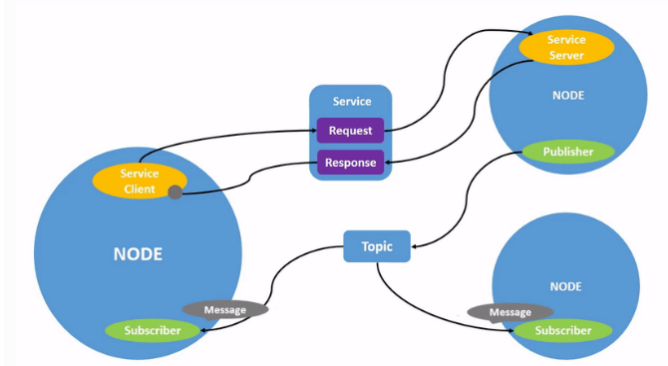 Service
Server
NODE
Service
Request
Response
Publisher
Service
Client
NODE
Topic
Message
Subscriber
NODE
Message
Subscriber